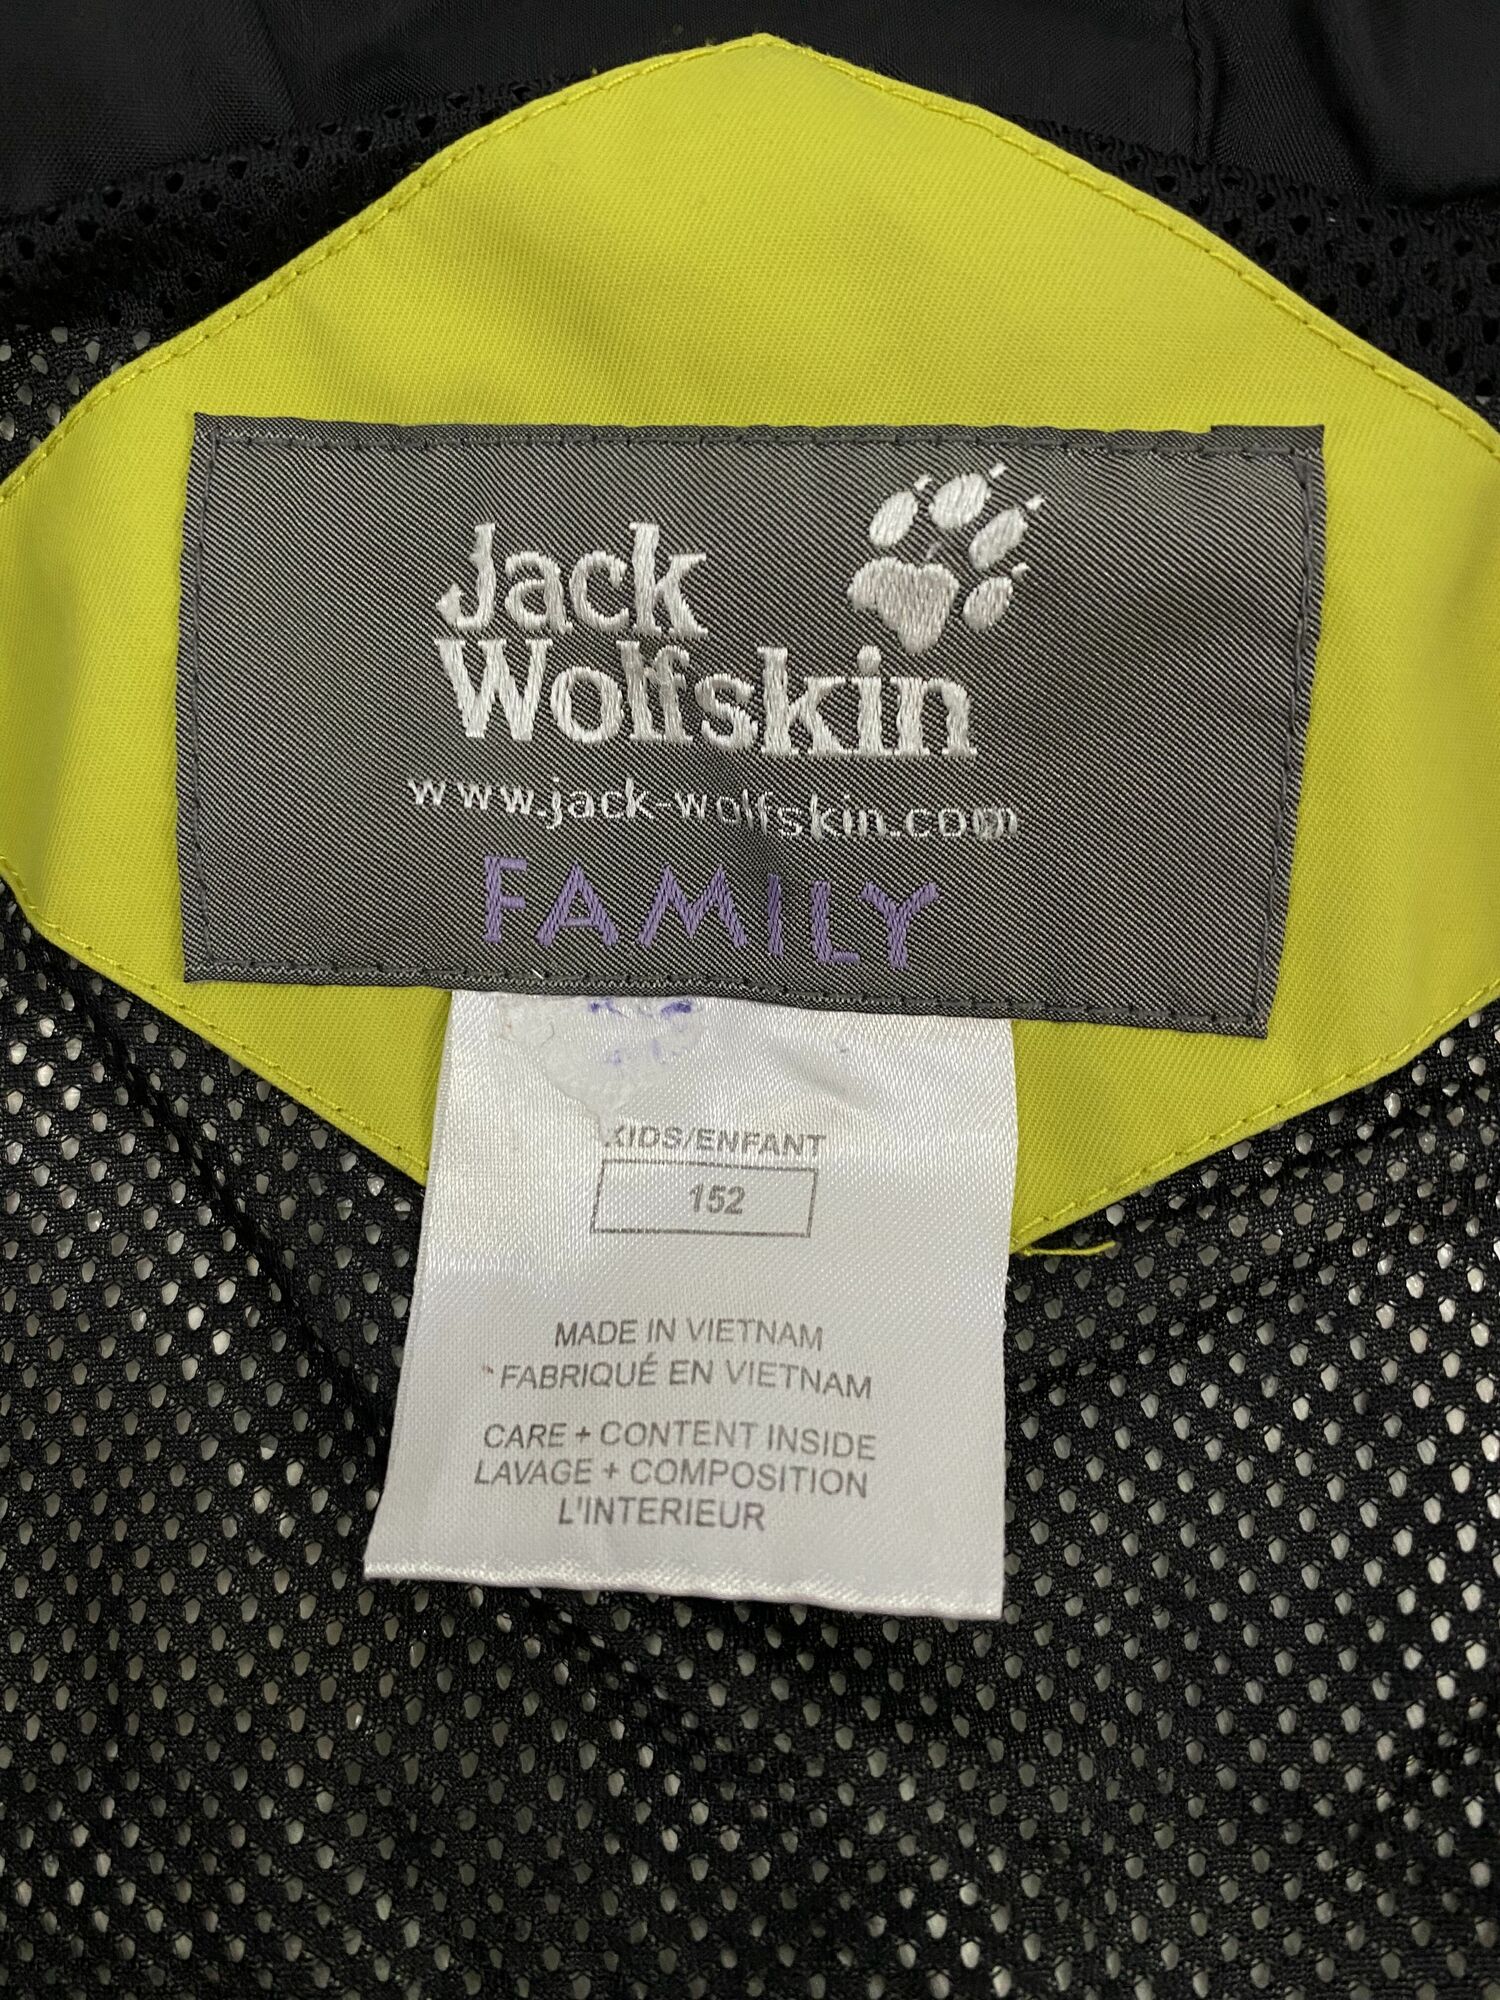 Jack
Wolfskin
www.jack-wolfskin.com
FAMILY
KIDS/ENFANT
152
MADE IN VIETNAM
FABRIQUÉ EN VIETNAM
CARE + CONTENT INSIDE
LAVAGE + COMPOSITION
L'INTERIEUR